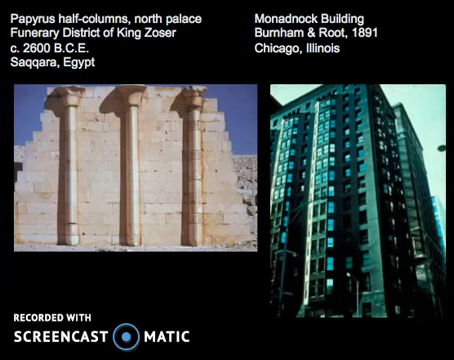 Papyrus half-columns, north palace
Funerary District of King Zoser
c. 2600 B.C.E.
Saqqara, Egypt
Monadnock Building
Burnham & Root, 1891
Chicago, Illinois
RECORDED WITH
SCREENCAST MATIC